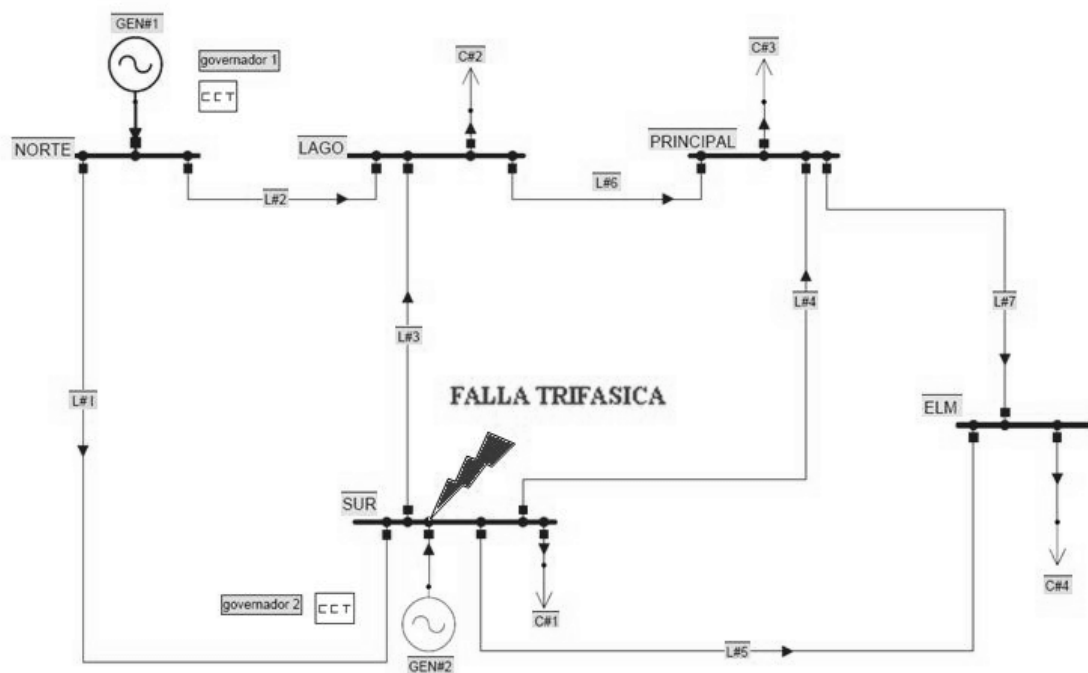 GEN#1
governador 1
CCT
C#2
C#3
NORTE
LAGO
PRINCIPAL
L#2
L#6
L#3
L#4
L#7
L#1
FALLA TRIFASICA
ELM
SUR
governador 2
CCT
C#1
C#4
GEN#2
L#5